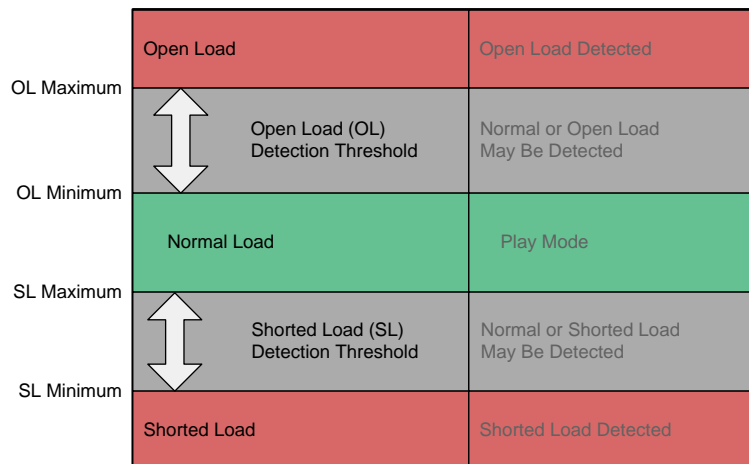 Open Load
Open Load Detected
OL Maximum
Open Load (OL)
Detection Threshold
Normal or Open Load
May Be Detected
OL Minimum
Normal Load
Play Mode
SL Maximum
Shorted Load (SL)
Detection Threshold
Normal or Shorted Load
May Be Detected
SL Minimum
Shorted Load
Shorted Load Detected